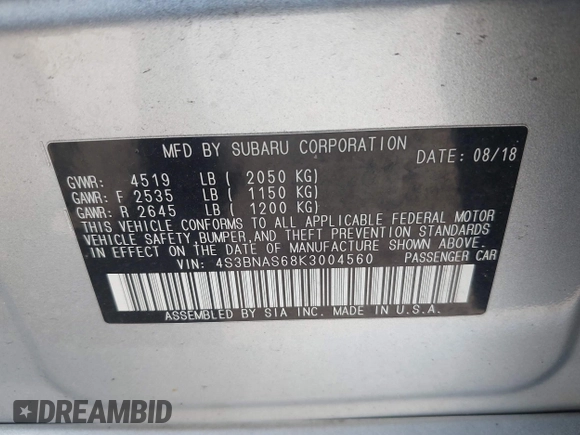 MFD BY SUBARU CORPORATION DATE: 08/18
GVWR: 4519 LB ( 2050 KG)
GAWR: F 2535 LB ( 1150 KG)
GAWR: R 2645 LB ( 1200 KG)
THIS VEHICLE CONFORMS TO ALL APPLICABLE FEDERAL MOTOR
VEHICLE SAFETY,BUMPER,AND THEFT PREVENTION STANDARDS
IN EFFECT ON THE DATE OF MANUFACTURE SHOWN ABOVE.
VIN: 4S3BNAS68K3004560 PASSENGER CAR
ASSEMBLED BY SIA INC. MADE IN U.S.A.
DREAMBID